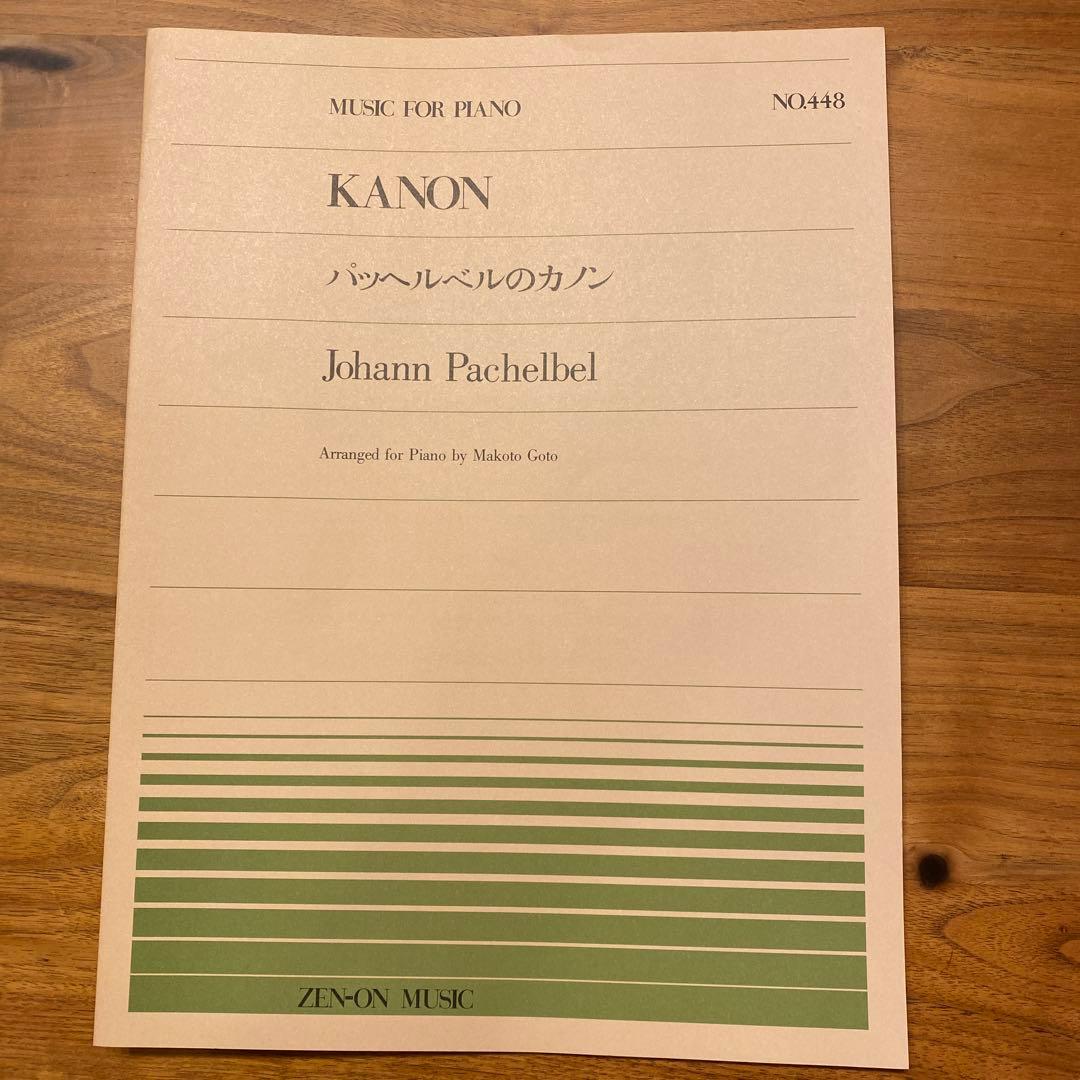 MUSIC FOR PIANO
NO.448
KANON
パッヘルベルのカノン
Johann Pachelbel
Arranged for Piano by Makoto Goto
ZEN-ON MUSIC